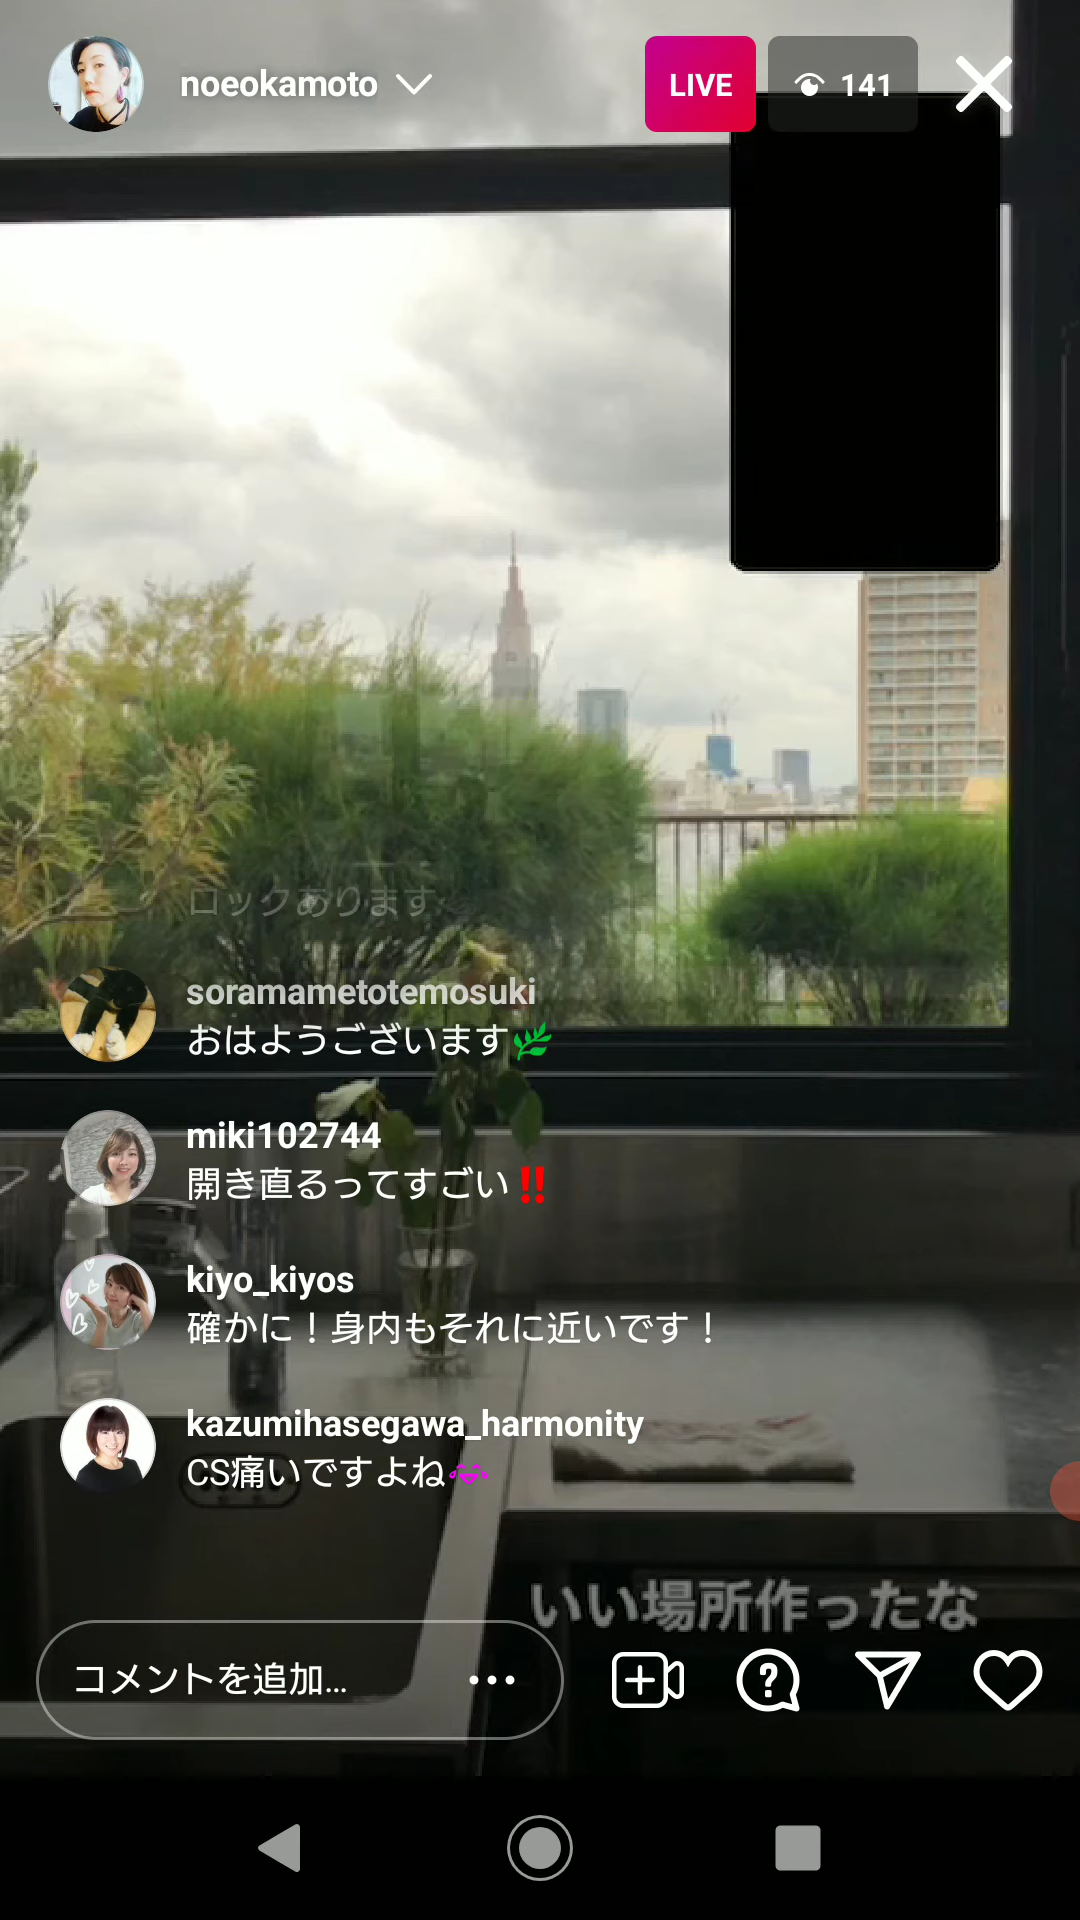 noeokamoto
LIVE
141
ロックあります
soramametotemosuki
おはようございます🌿
miki102744
開き直るってすごい‼️
kiyo_kiyos
確かに！身内もそれに近いです！
kazumihasegawa_harmonity
CS痛いですよね😂
いい場所作ったな
コメントを追加...